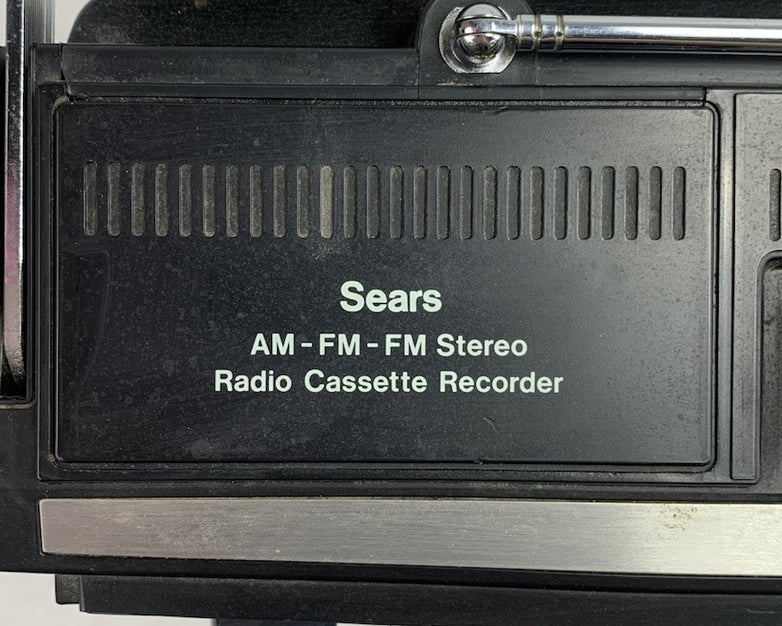 Sears
AM-FM-FM Stereo
Radio Cassette Recorder